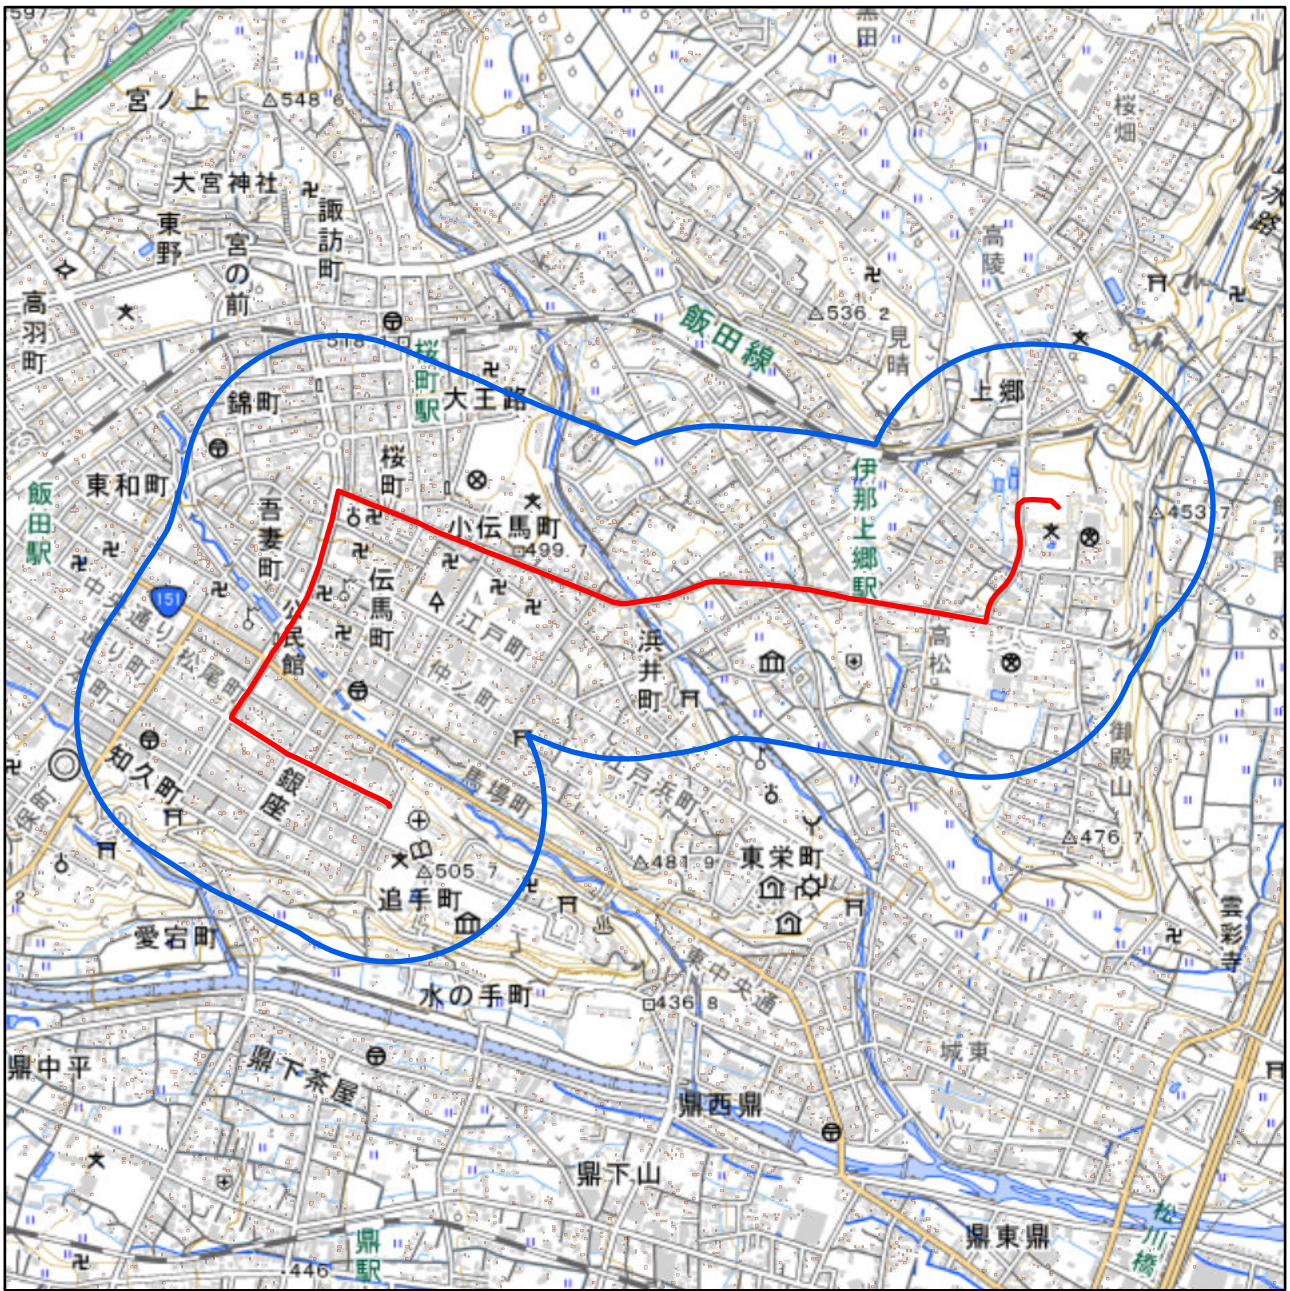 597
黒田
宮ノ上
548.6
桜畑
大宮神社
諏訪町
東野
宮の前
高陵
高羽町
飯田線
536.2
見晴
桜町駅
大王路
錦町
上郷
桜町
東和町
飯田駅
吾妻町
小伝馬町
499.7
伊那上郷駅
453.7
伝馬町
151
江戸町
中央通り
松尾町
仲ノ町
浜井町
高松
御殿山
知久町
銀座
馬場町
江戸浜町
476.7
481.9
東栄町
505.7
追手町
愛宕町
雲彩寺
水の手町
東中央通
436.8
城東
鼎中平
鼎下茶屋
鼎西鼎
鼎下山
鼎駅
446
鼎東鼎
松川橋